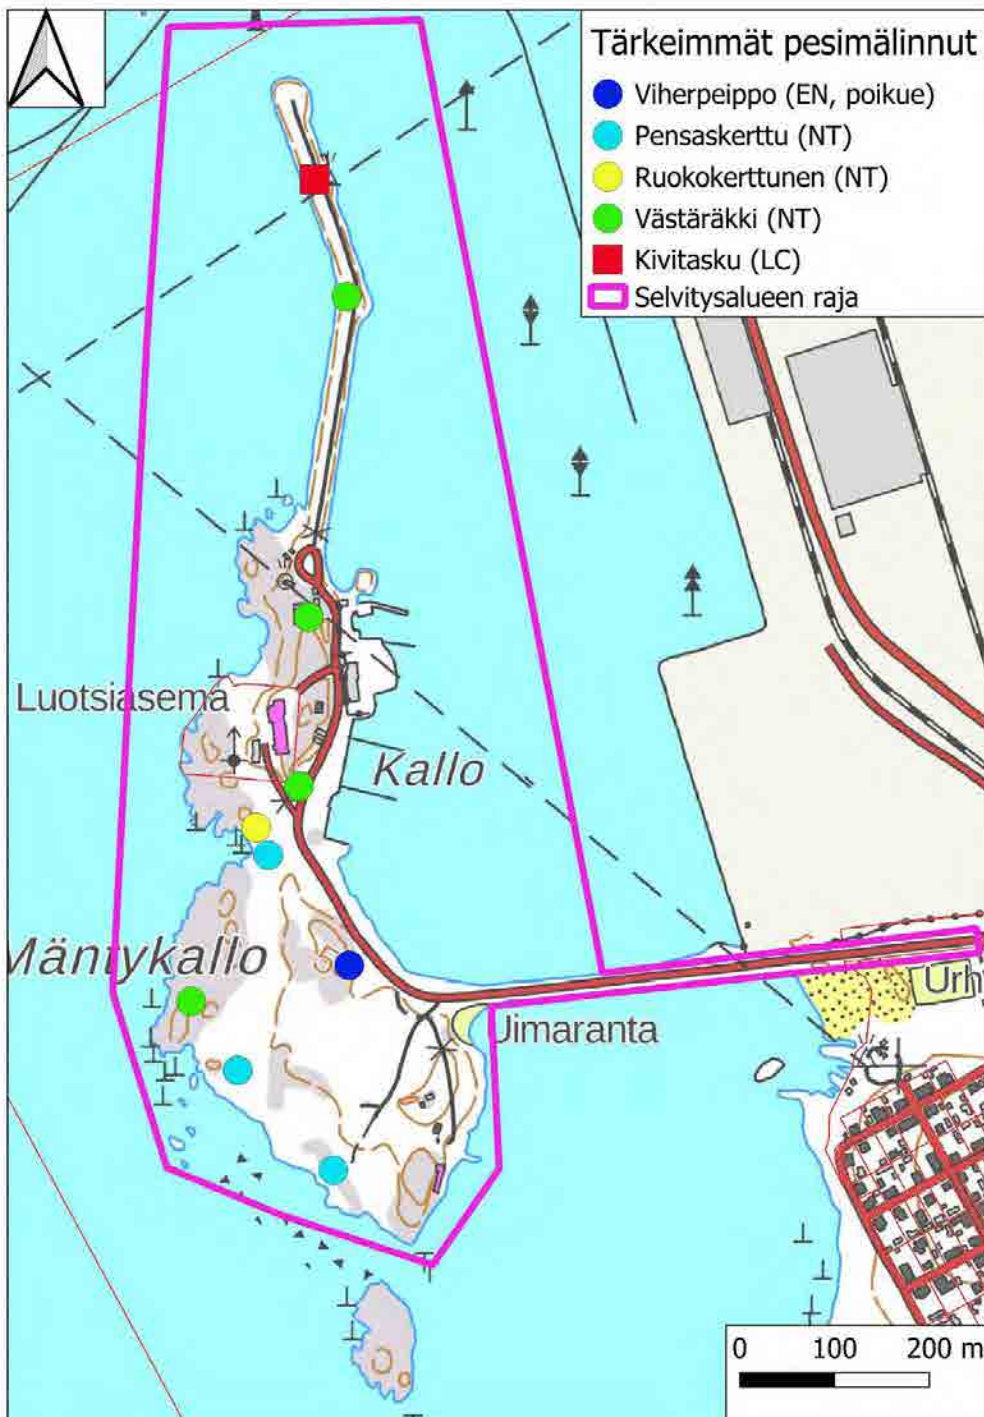 Tärkeimmät pesimälinnut
Viherpeippo (EN, poikue)
Pensaskerttu (NT)
Ruokokerttunen (NT)
Västäräkki (NT)
Kivitasku (LC)
Selvitysalueen raja
Luotsiasema
Kallo
Mäntykallo
Urh
Uimaranta
0 100 200 m